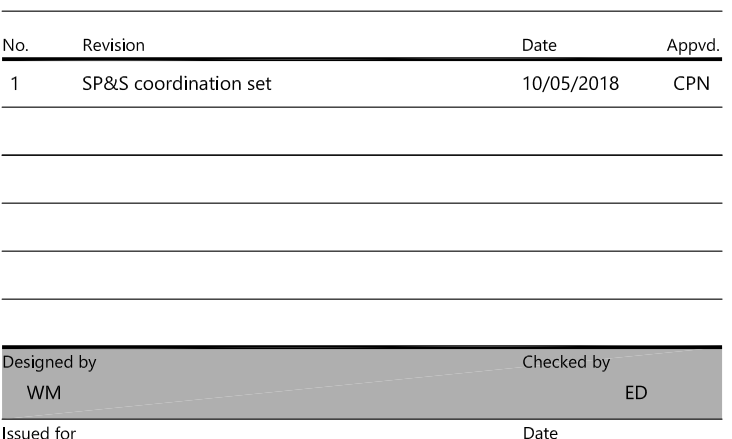 No. Revision Date Appvd.
1 SP&S coordination set 10/05/2018 CPN
Designed by Checked by
WM ED
Issued for Date